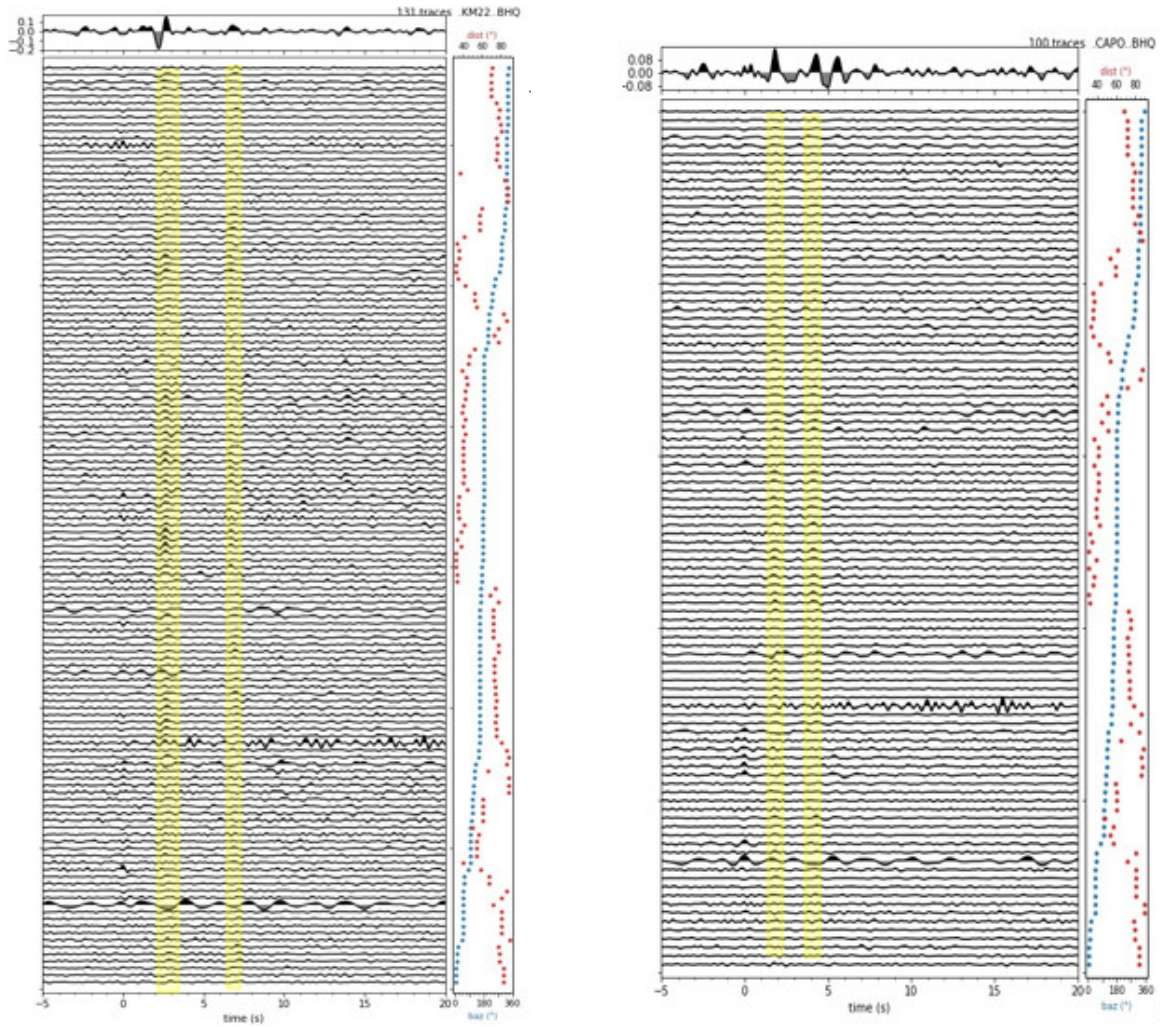 131 traces .KM22..BHQ
0.1
0.0
−0.1
−0.2
dist (°)
40 60 80
−5 0 5 10 15 20
time (s)
0 180 360
baz (°)
100 traces .CAPO..BHQ
0.08
0.00
−0.08
dist (°)
40 60 80
−5 0 5 10 15 20
time (s)
0 180 360
baz (°)